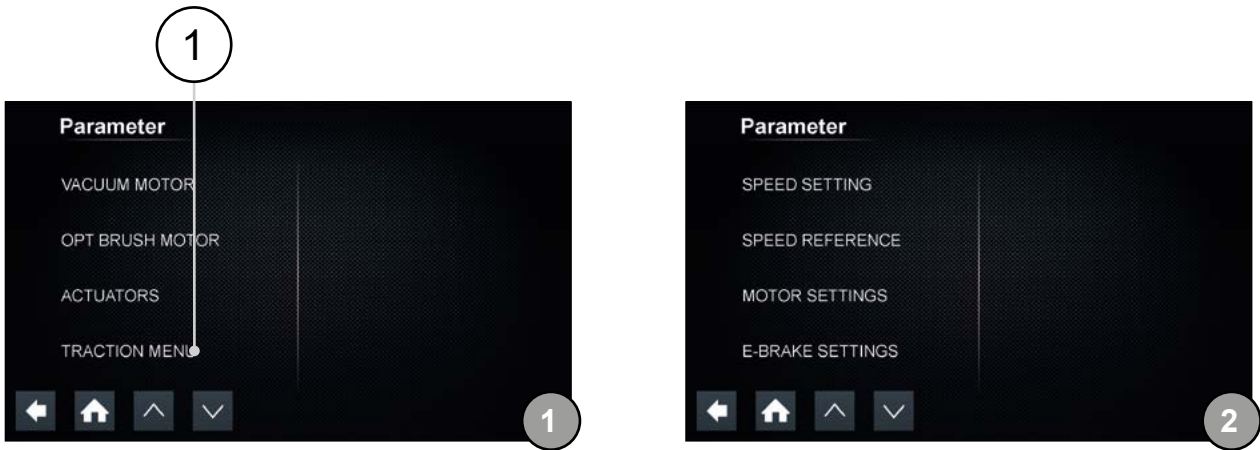 1
Parameter
VACUUM MOTOR
OPT BRUSH MOTOR
ACTUATORS
TRACTION MENU
1
Parameter
SPEED SETTING
SPEED REFERENCE
MOTOR SETTINGS
E-BRAKE SETTINGS
2